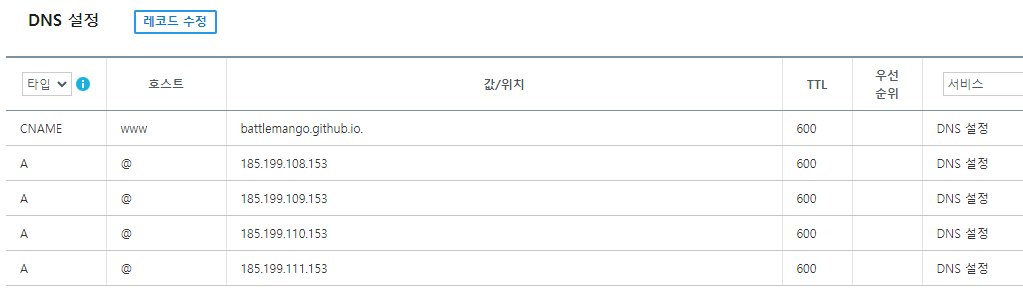 DNS 설정 레코드 수정
타입 호스트 값/위치 TTL 우선 순위 서비스
CNAME www battlemango.github.io. 600 DNS 설정
A @ 185.199.108.153 600 DNS 설정
A @ 185.199.109.153 600 DNS 설정
A @ 185.199.110.153 600 DNS 설정
A @ 185.199.111.153 600 DNS 설정